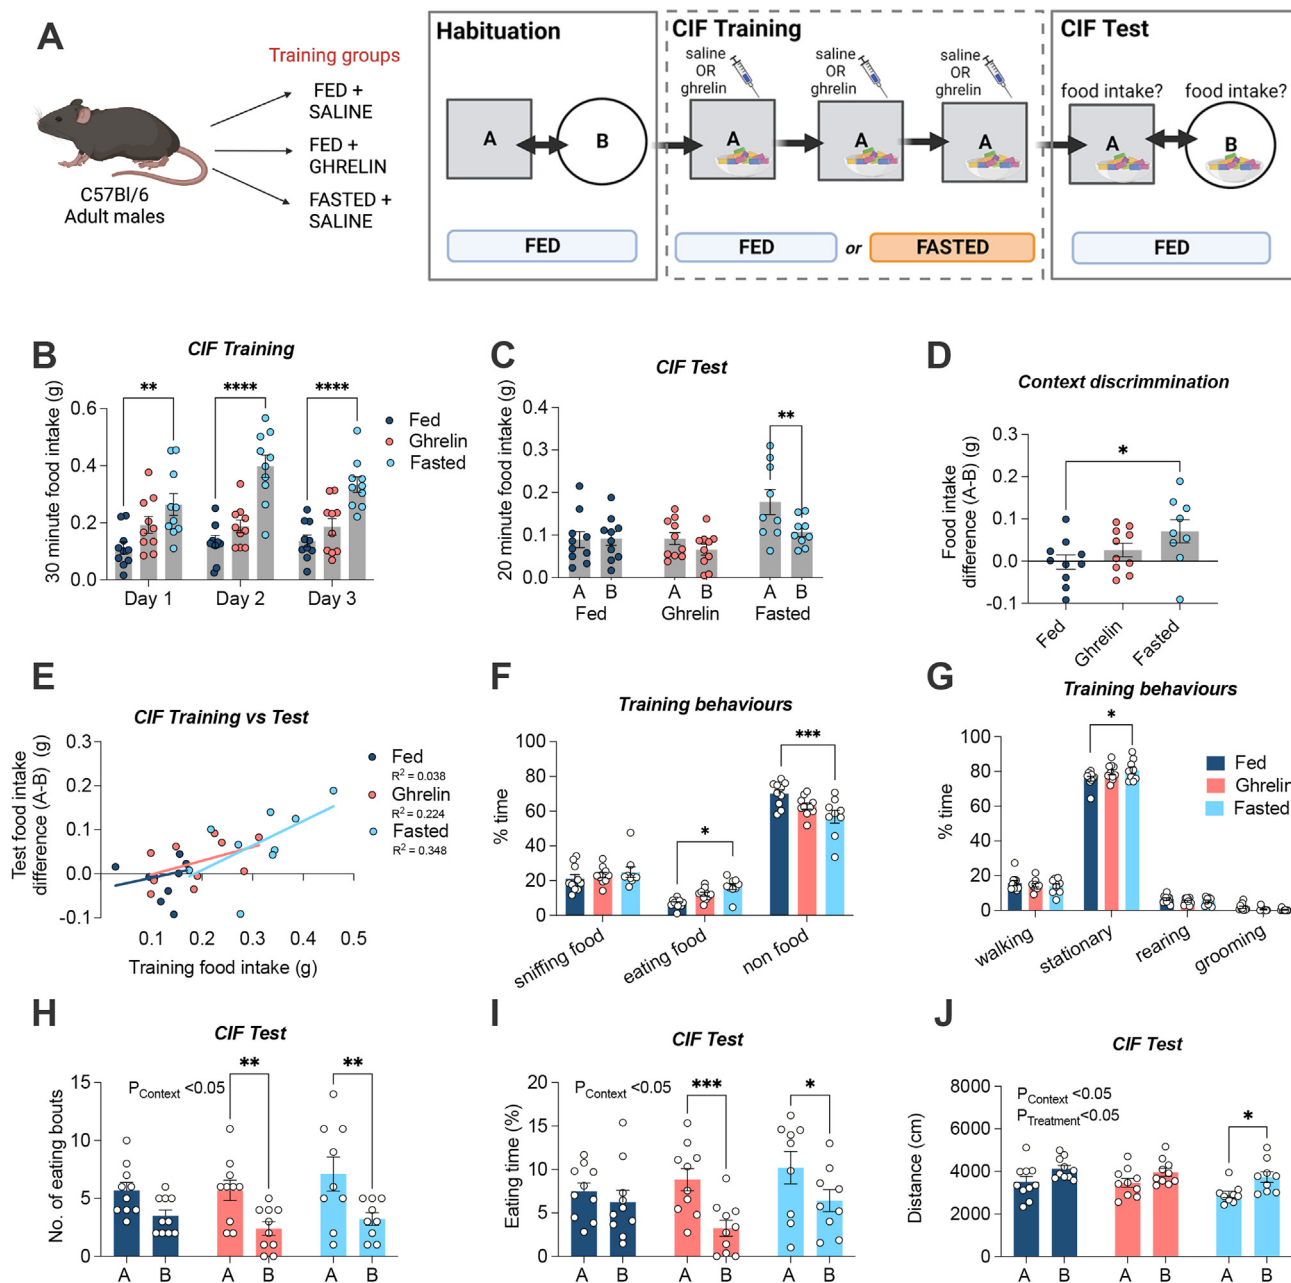 A
Training groups
FED +
SALINE
FED +
GHRELIN
FASTED +
SALINE
C57Bl/6
Adult males
Habituation
A
B
FED
CIF Training
saline
OR
ghrelin
saline
OR
ghrelin
saline
OR
ghrelin
A
A
A
FED
or
FASTED
CIF Test
food intake?
food intake?
A
B
FED
B
CIF Training
30 minute food intake (g)
0.6
0.4
0.2
0.0
**
****
****
Day 1
Day 2
Day 3
Fed
Ghrelin
Fasted
C
CIF Test
20 minute food intake (g)
0.4
0.3
0.2
0.1
0.0
**
A B
A B
A B
Fed
Ghrelin
Fasted
D
Context discrimmination
Food intake
difference (A-B) (g)
0.3
0.2
0.1
0.0
-0.1
*
Fed
Ghrelin
Fasted
E
CIF Training vs Test
Test food intake
difference (A-B) (g)
0.3
0.2
0.1
0.0
-0.1
0.1
0.2
0.3
0.4
0.5
Training food intake (g)
Fed
R² = 0.038
Ghrelin
R² = 0.224
Fasted
R² = 0.348
F
Training behaviours
% time
100
80
60
40
20
0
*
***
sniffing food
eating food
non food
G
Training behaviours
% time
100
80
60
40
20
0
*
walking
stationary
rearing
grooming
Fed
Ghrelin
Fasted
H
CIF Test
No. of eating bouts
15
10
5
0
P Context <0.05
**
**
A B
A B
A B
I
CIF Test
Eating time (%)
20
15
10
5
0
P Context <0.05
***
*
A B
A B
A B
J
CIF Test
Distance (cm)
8000
6000
4000
2000
0
P Context <0.05
P Treatment<0.05
*
A B
A B
A B